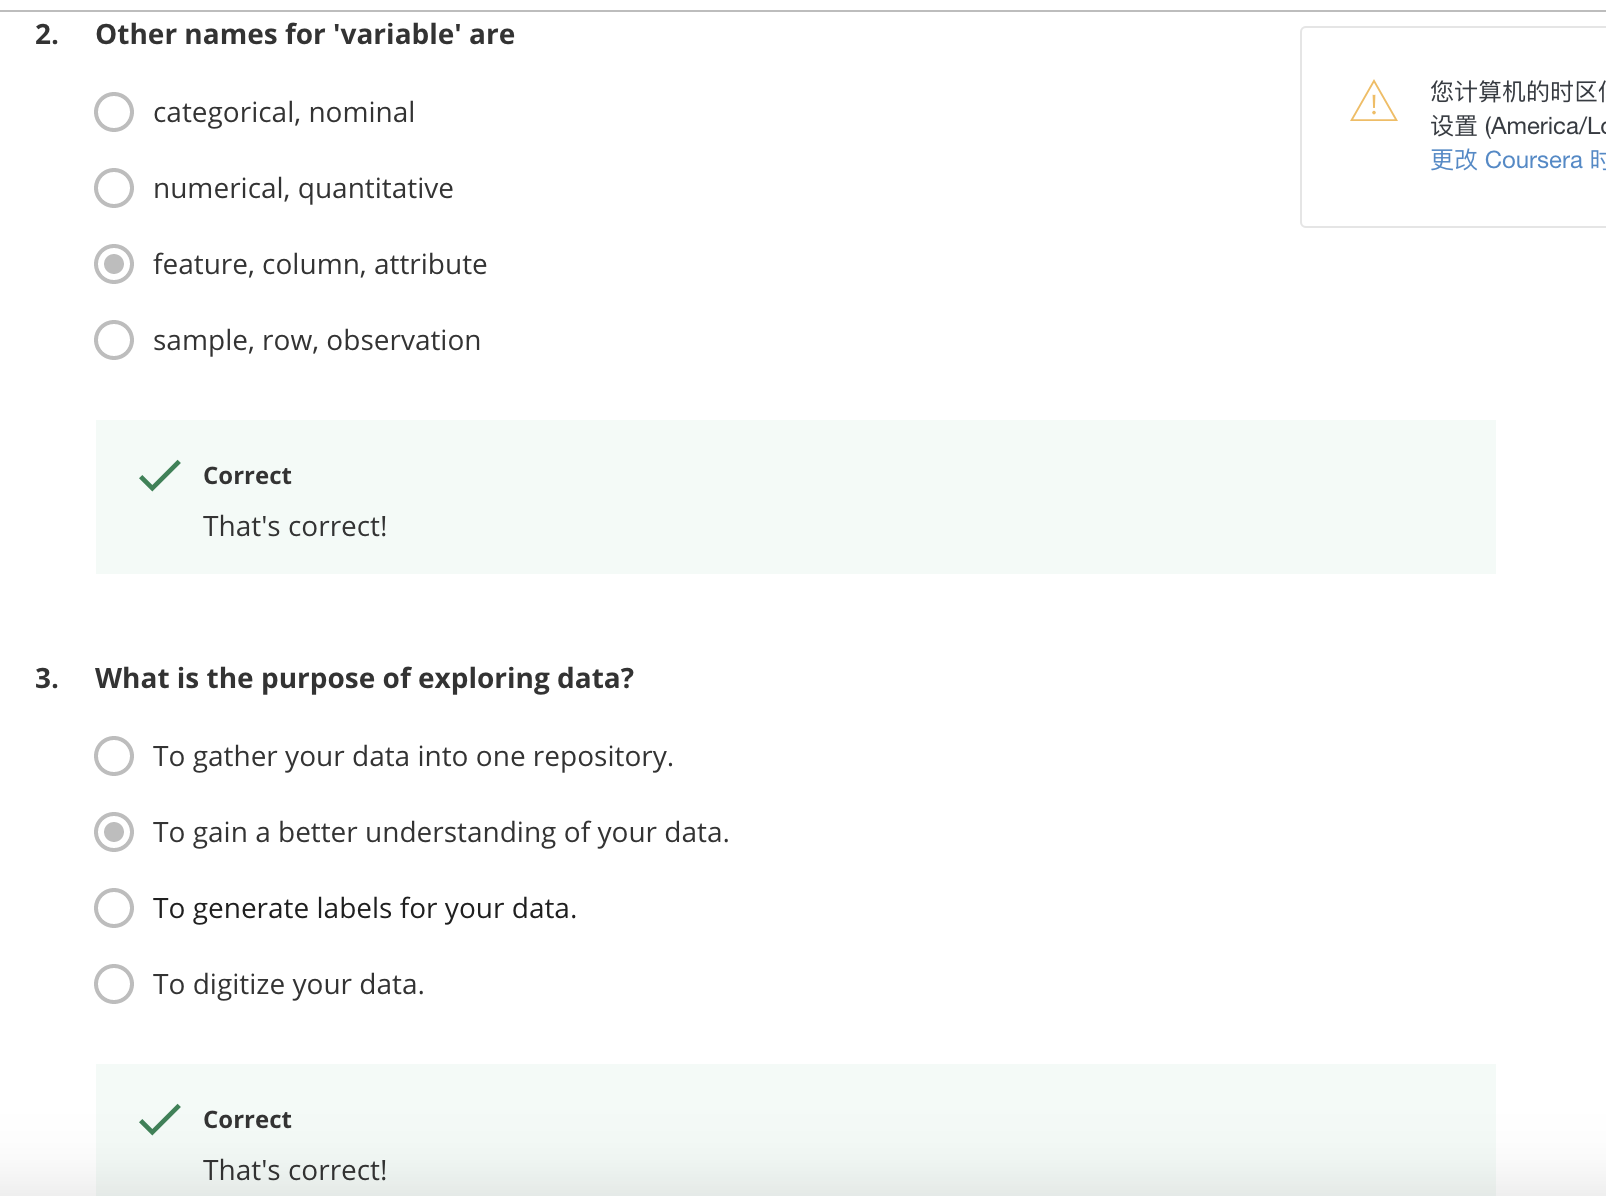 2. Other names for 'variable' are
categorical, nominal
numerical, quantitative
feature, column, attribute
sample, row, observation
Correct
That's correct!
3. What is the purpose of exploring data?
To gather your data into one repository.
To gain a better understanding of your data.
To generate labels for your data.
To digitize your data.
Correct
That's correct!
您计算机的时区
设置 (America/Lo
更改 Coursera 时